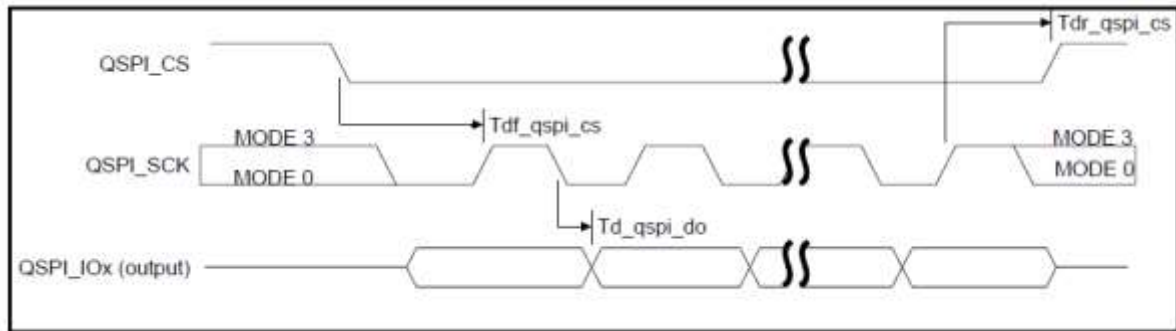 Tdr_qspi_cs
QSPI_CS
Tdf_qspi_cs
MODE 3
MODE 3
QSPI_SCK
MODE 0
MODE 0
Td_qspi_do
QSPI_IOx (output)